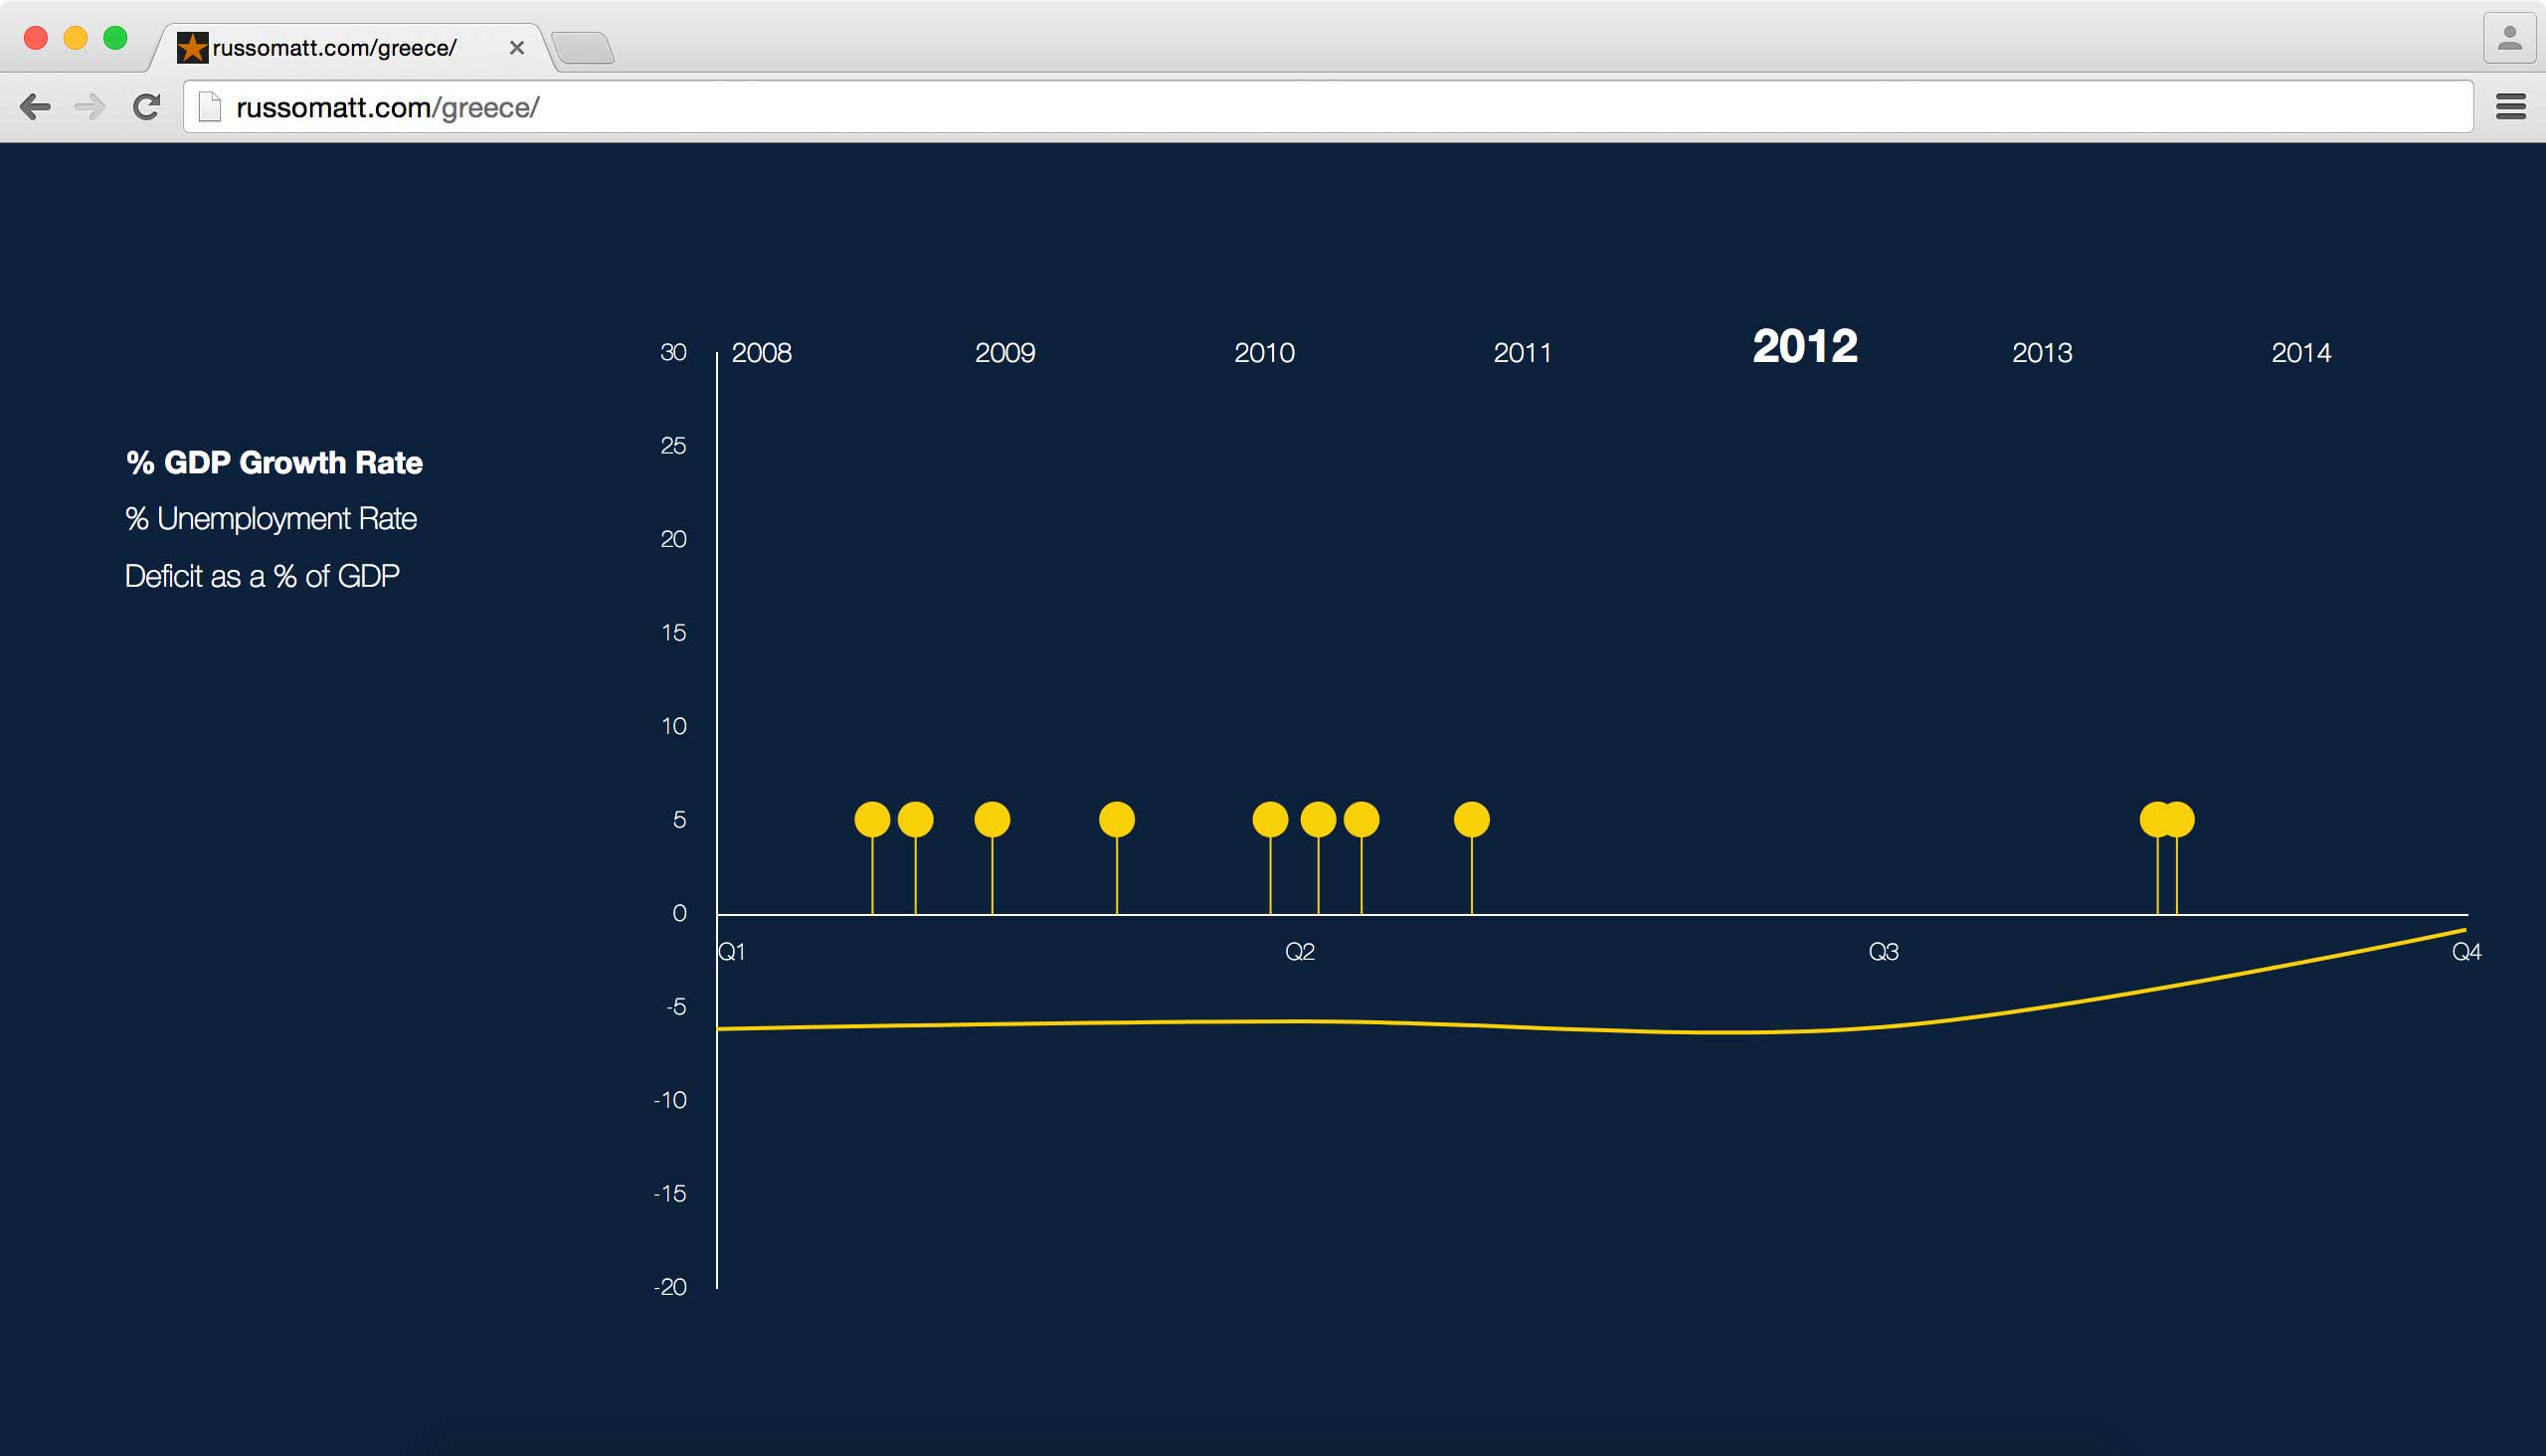 russomatt.com/greece/
russomatt.com/greece/
30 2008 2009 2010 2011 2012 2013 2014
25
% GDP Growth Rate
% Unemployment Rate
20
Deficit as a % of GDP
15
10
5
0
Q1 Q2 Q3 Q4
-5
-10
-15
-20